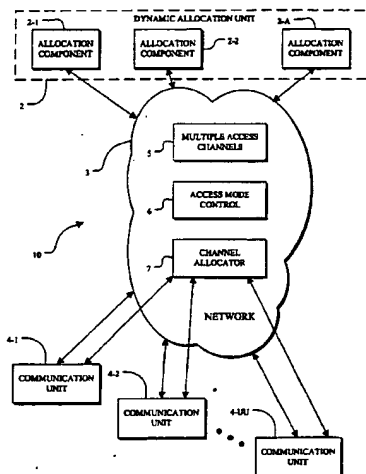 DYNAMIC ALLOCATION UNIT
2-1
2-A
ALLOCATION
COMPONENT
ALLOCATION
COMPONENT
2-2
ALLOCATION
COMPONENT
2
3
MULTIPLE ACCESS
CHANNELS
5
ACCESS MODE
CONTROL
6
CHANNEL
ALLOCATOR
7
10
NETWORK
4-1
COMMUNICATION
UNIT
4-2
COMMUNICATION
UNIT
4-UU
COMMUNICATION
UNIT